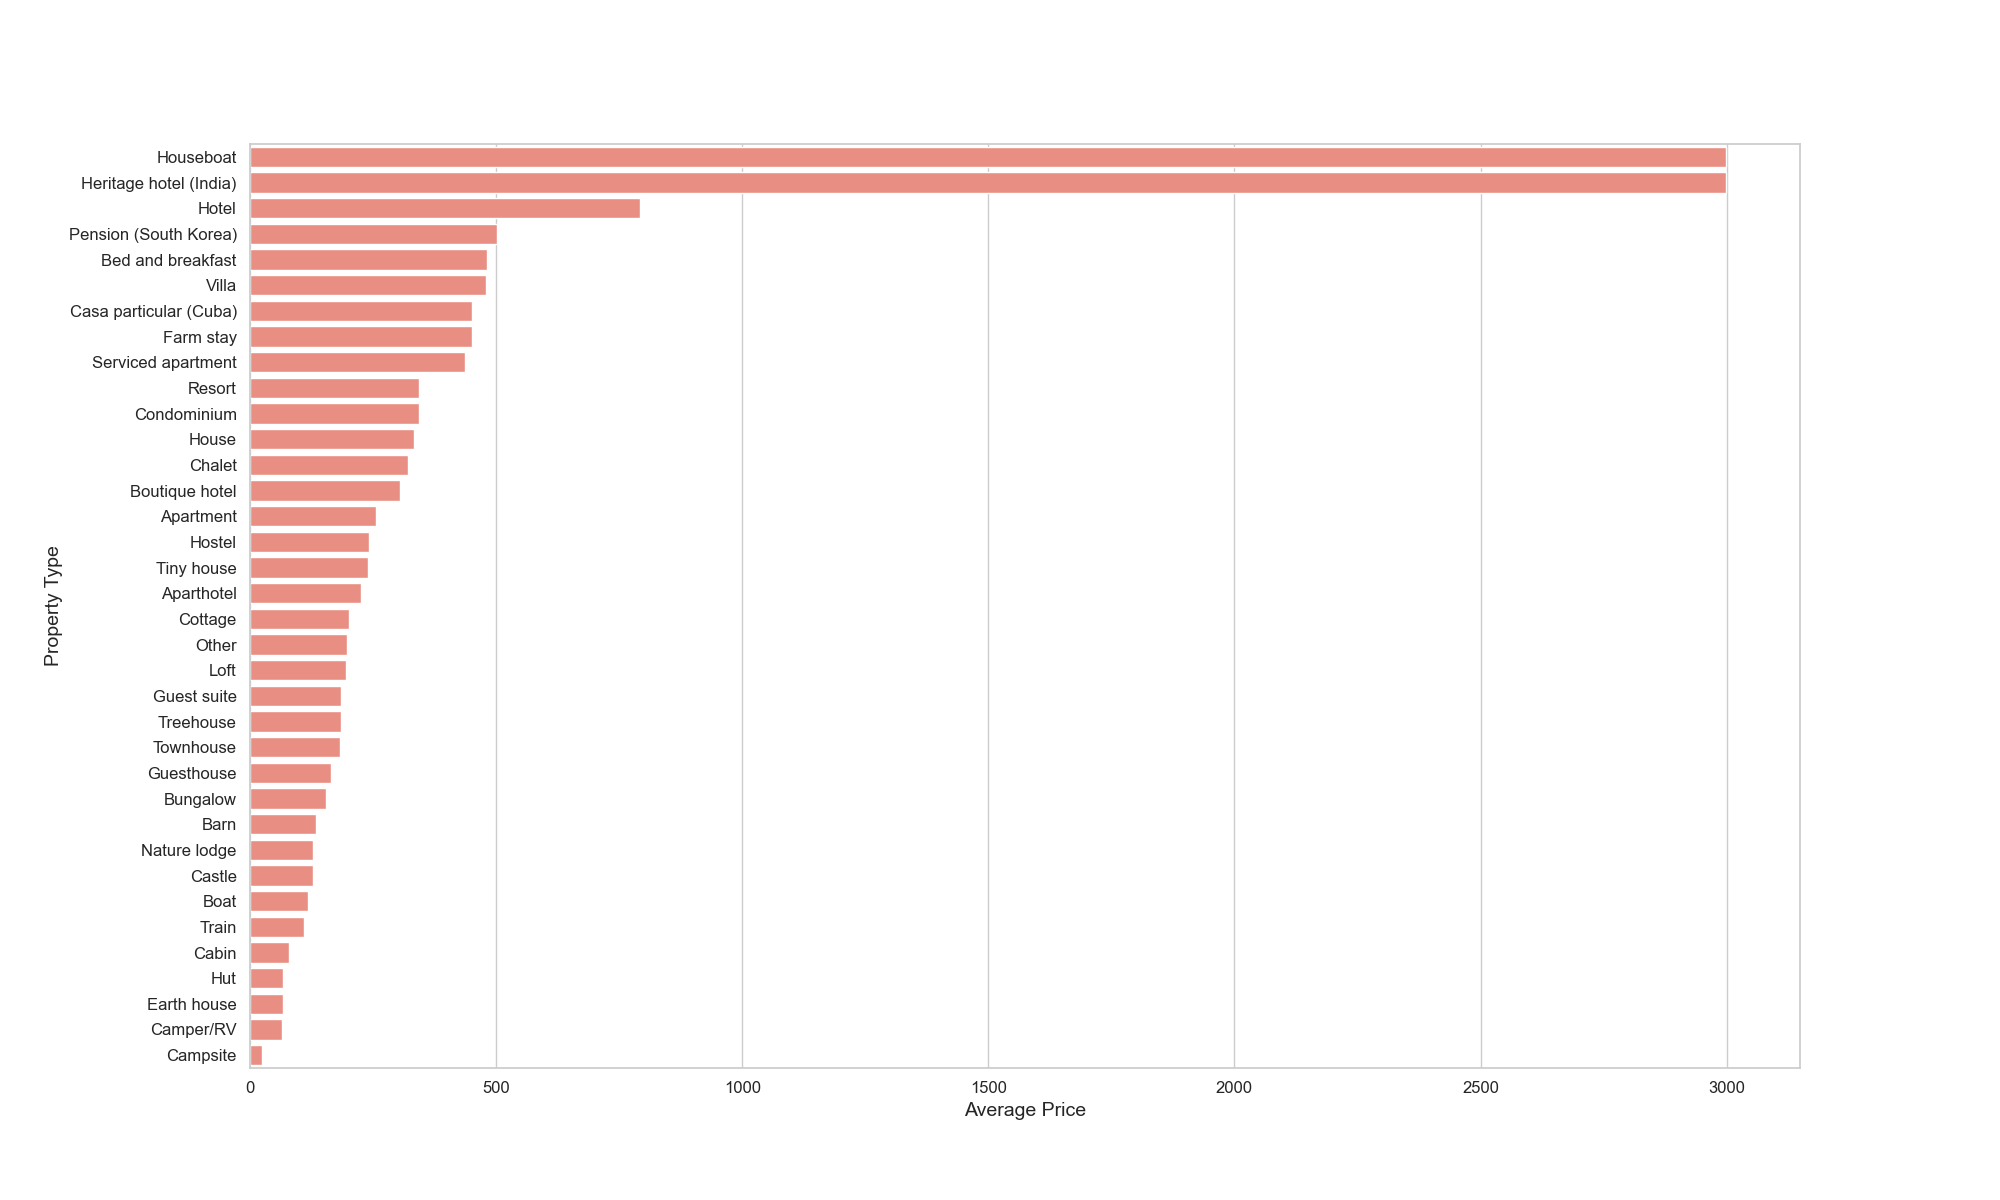 Houseboat
Heritage hotel (India)
Hotel
Pension (South Korea)
Bed and breakfast
Villa
Casa particular (Cuba)
Farm stay
Serviced apartment
Resort
Condominium
House
Chalet
Boutique hotel
Apartment
Hostel
Tiny house
Aparthotel
Cottage
Other
Loft
Guest suite
Treehouse
Townhouse
Guesthouse
Bungalow
Barn
Nature lodge
Castle
Boat
Train
Cabin
Hut
Earth house
Camper/RV
Campsite
Property Type
0 500 1000 1500 2000 2500 3000
Average Price